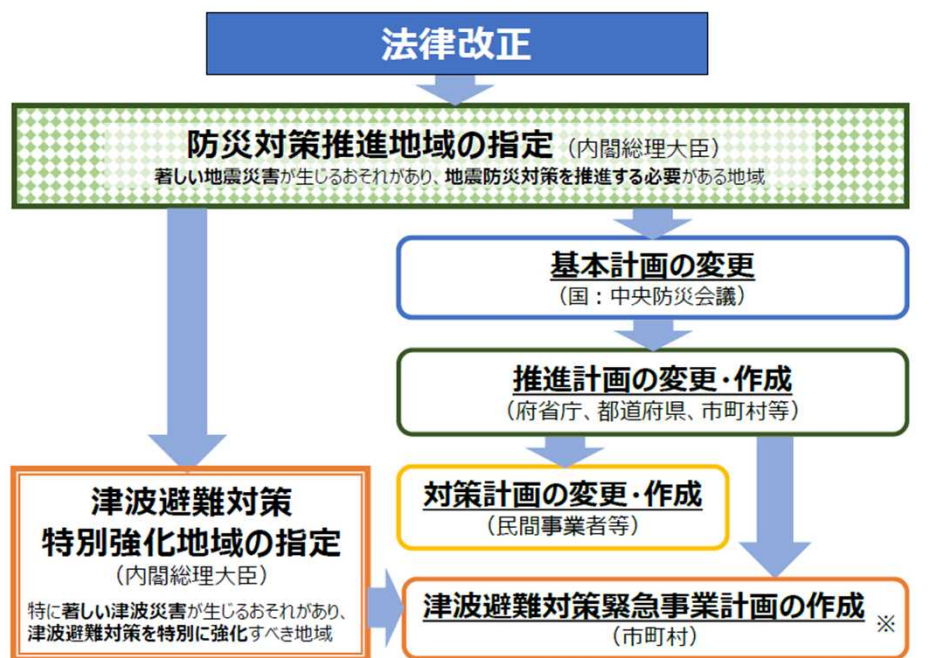 法律改正
防災対策推進地域の指定（内閣総理大臣）
著しい地震災害が生じるおそれがあり、地震防災対策を推進する必要がある地域
基本計画の変更
（国：中央防災会議）
推進計画の変更・作成
（府省庁、都道府県、市町村等）
対策計画の変更・作成
（民間事業者等）
津波避難対策
特別強化地域の指定
（内閣総理大臣）
特に著しい津波災害が生じるおそれがあり、
津波避難対策を特別に強化すべき地域
津波避難対策緊急事業計画の作成 ※
（市町村）